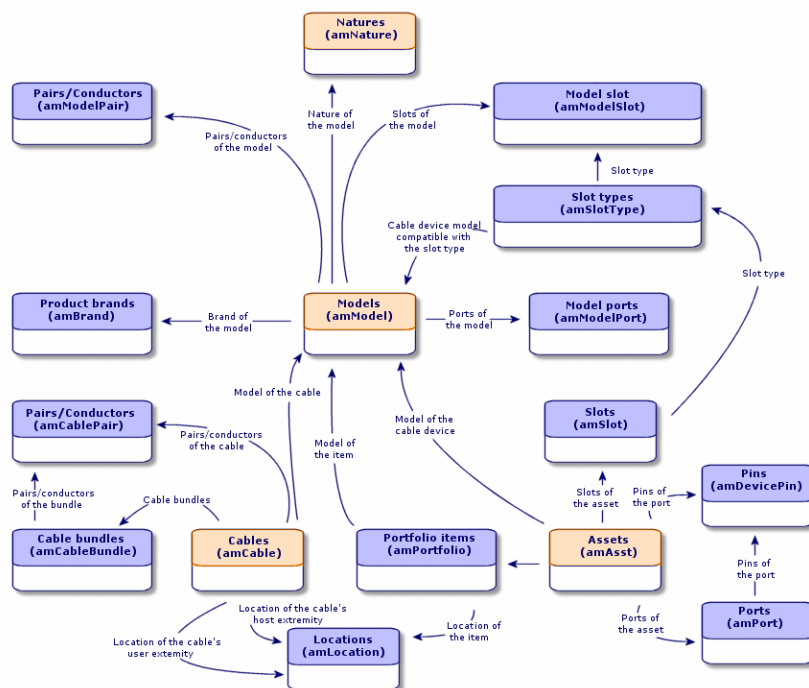 Natures
(amNature)
Pairs/Conductors
(amModelPair)
Model slot
(amModelSlot)
Nature of
the model
Slots of
the model
Pairs/conductors
of the model
Slot type
Slot types
(amSlotType)
Cable device model
compatible with
the slot type
Slot type
Product brands
(amBrand)
Brand of
the model
Models
(amModel)
Ports of
the model
Model ports
(amModelPort)
Model of the cable
Pairs/Conductors
(amCablePair)
Pairs/conductors
of the cable
Model of the
item
Model of the
cable device
Slots
(amSlot)
Pairs/conductors
of the bundle
Cable bundles
Slots of
the asset
Pins of
the port
Pins
(amDevicePin)
Cable bundles
(amCableBundle)
Cables
(amCable)
Portfolio items
(amPortfolio)
Assets
(amAsst)
Pins of
the port
Location of the cable's
host extremity
Location of the cable's
user extemity
Locations
(amLocation)
Location of
the item
Ports of
the asset
Ports
(amPort)